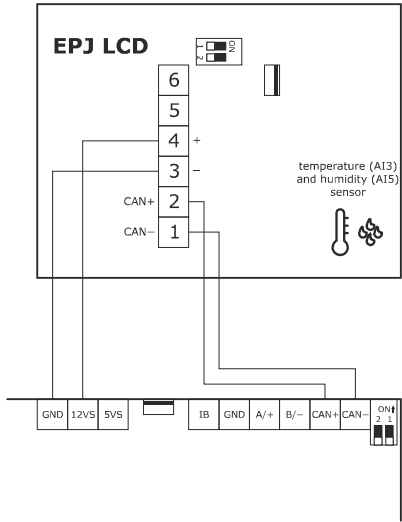 EPJ LCD
1
2
ON
6
5
4
+
3
−
CAN+
2
CAN−
1
temperature (AI3)
and humidity (AI5)
sensor
GND 12VS 5VS IB GND A/+ B/− CAN+ CAN−
ON
2 1